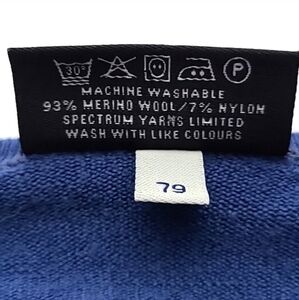 30° P
MACHINE WASHABLE
93% MERINO WOOL/7% NYLON
SPECTRUM YARNS LIMITED
WASH WITH LIKE COLOURS
79